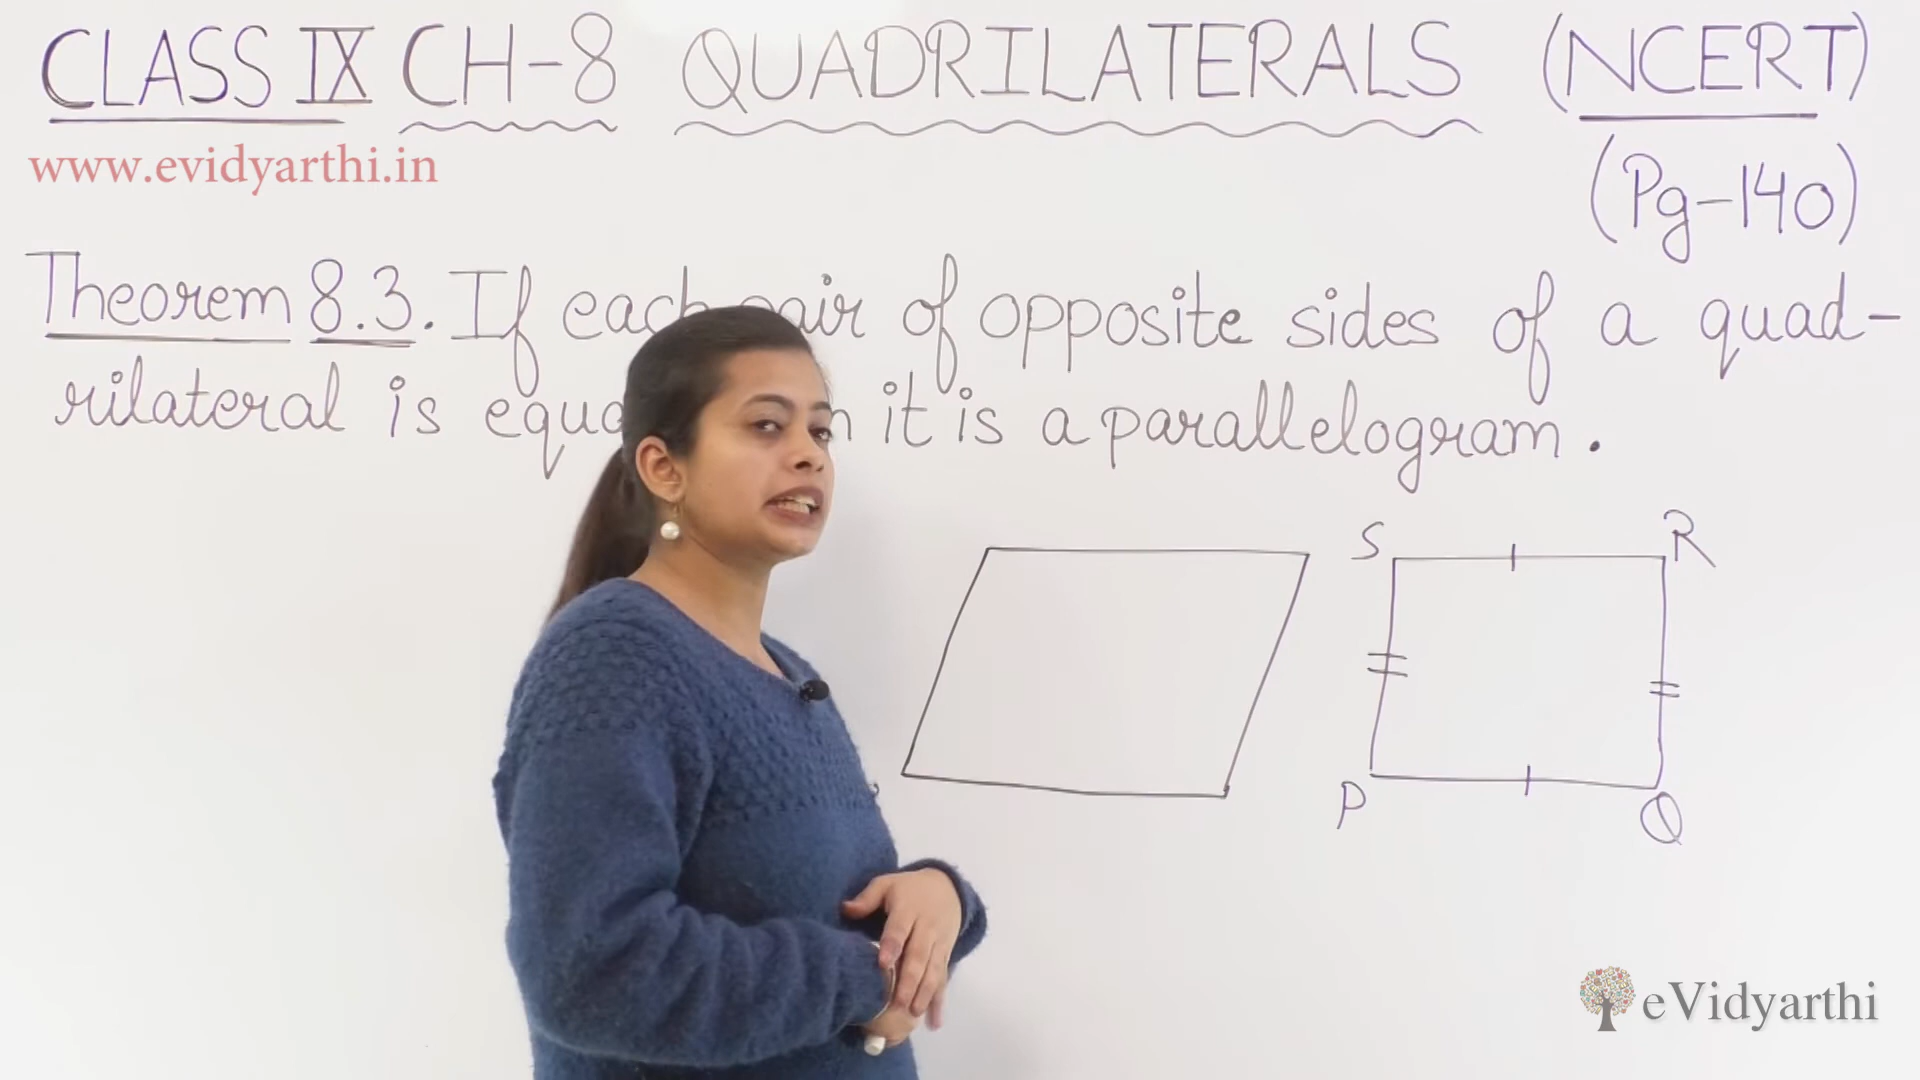 CLASS IX CH-8 QUADRILATERALS (NCERT)
www.evidyarthi.in
(Pg-140)
Theorem 8.3. If each pair of opposite sides of a quad-
rilateral is it is a parallelogram.
S R
P Q
eVidyarthi